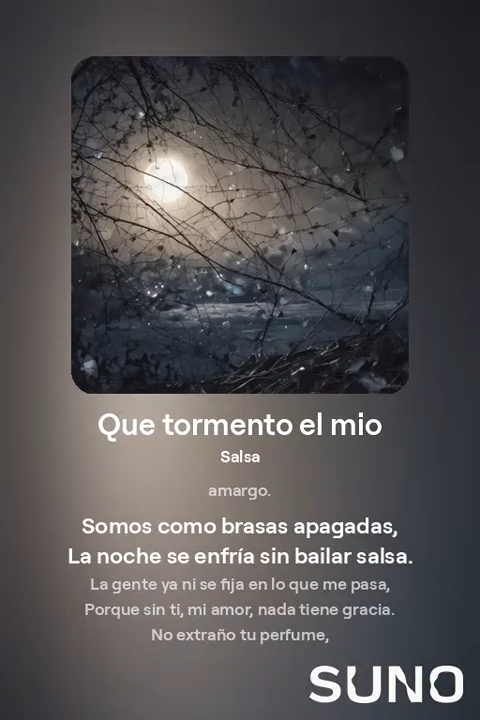 Que tormento el mio
Salsa
amargo.
Somos como brasas apagadas,
La noche se enfría sin bailar salsa.
La gente ya ni se fija en lo que me pasa,
Porque sin ti, mi amor, nada tiene gracia.
No extraño tu perfume,
SUNO